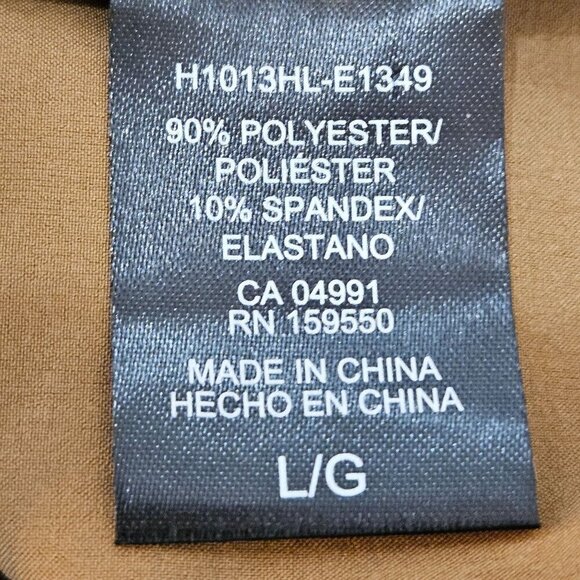 H1013HL-E1349
90% POLYESTER/
POLIÉSTER
10% SPANDEX/
ELASTANO
CA 04991
RN 159550
MADE IN CHINA
HECHO EN CHINA
L/G